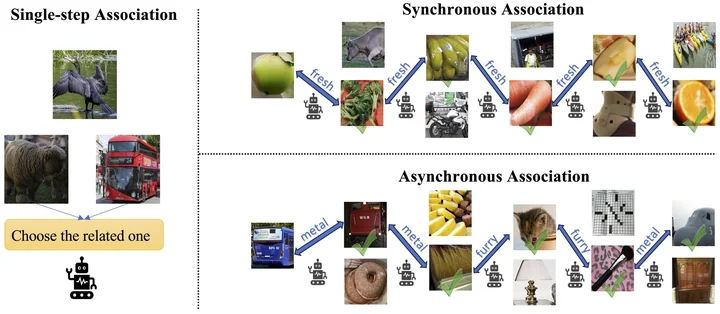 Single-step Association
Choose the related one
Synchronous Association
fresh
fresh
fresh
fresh
fresh
Asynchronous Association
metal
metal
furry
furry
metal